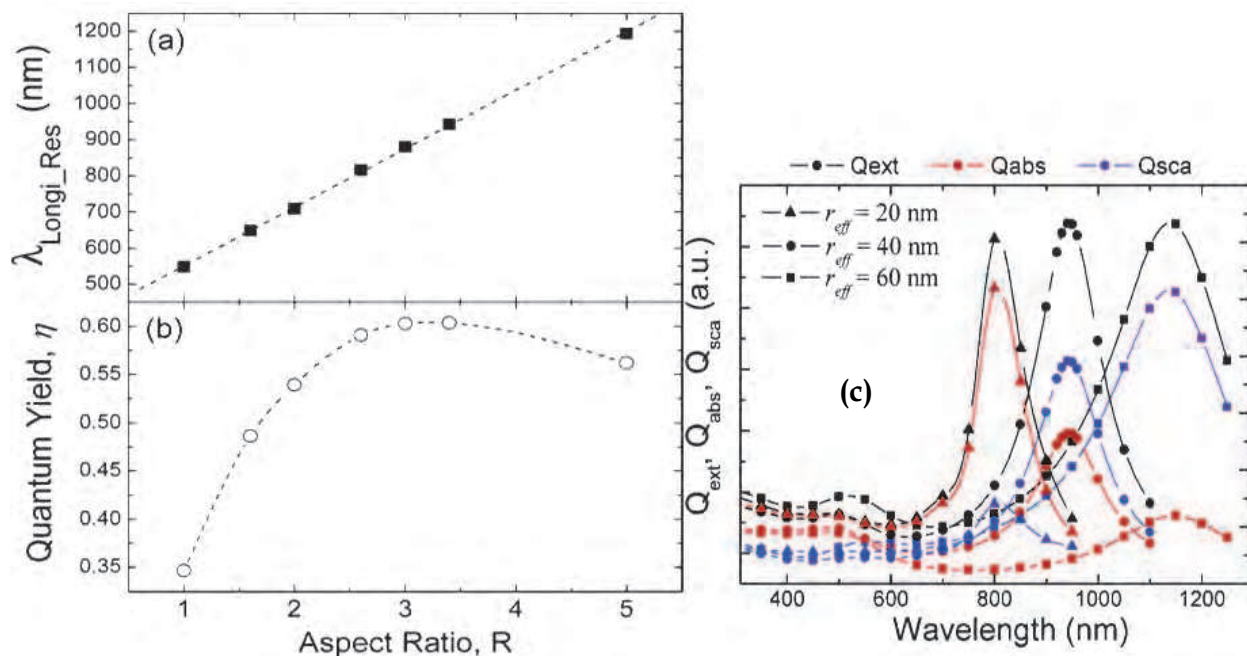 (a)
λLongi_Res (nm)
1200
1100
1000
900
800
700
600
500
(b)
Quantum Yield, η
0.60
0.55
0.50
0.45
0.40
0.35
1 2 3 4 5
Aspect Ratio, R
Qext Qabs Qsca
reff = 20 nm
reff = 40 nm
reff = 60 nm
(c)
Qext, Qabs, Qsca (a.u.)
400 600 800 1000 1200
Wavelength (nm)